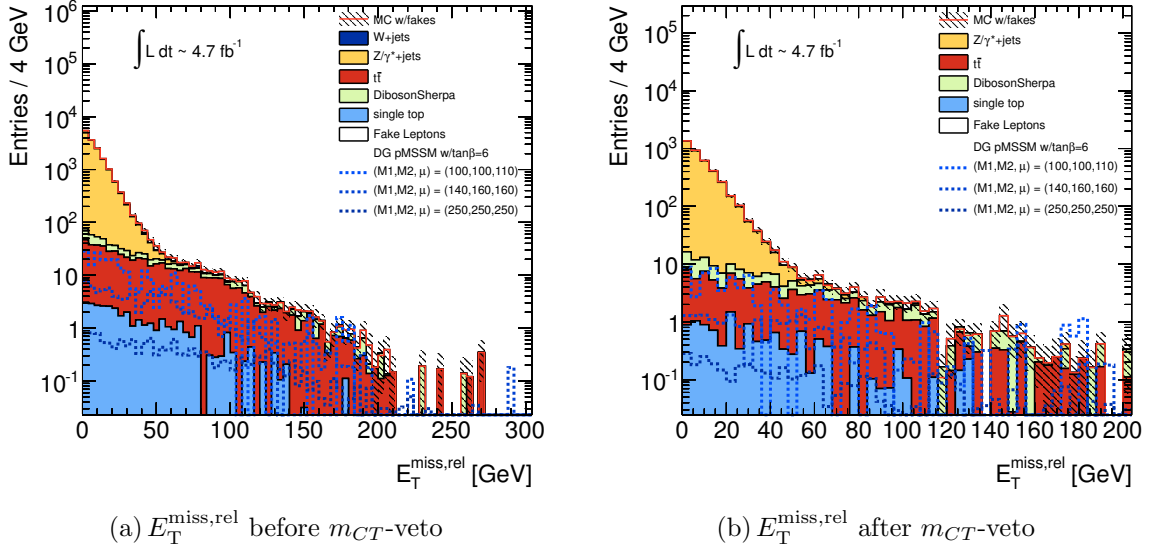 Entries / 4 GeV
10^6
10^5
10^4
10^3
10^2
10
1
10^-1
∫ L dt ~ 4.7 fb^-1
MC w/fakes
W+jets
Z/γ*+jets
tt̄
DibosonSherpa
single top
Fake Leptons
DG pMSSM w/tanβ=6
(M1,M2, μ) = (100,100,110)
(M1,M2, μ) = (140,160,160)
(M1,M2, μ) = (250,250,250)
0 50 100 150 200 250 300
E_T^miss,rel [GeV]
(a) E_T^miss,rel before m_CT-veto
Entries / 4 GeV
10^5
10^4
10^3
10^2
10
1
10^-1
∫ L dt ~ 4.7 fb^-1
MC w/fakes
Z/γ*+jets
tt̄
DibosonSherpa
single top
Fake Leptons
DG pMSSM w/tanβ=6
(M1,M2, μ) = (100,100,110)
(M1,M2, μ) = (140,160,160)
(M1,M2, μ) = (250,250,250)
0 20 40 60 80 100 120 140 160 180 200
E_T^miss,rel [GeV]
(b) E_T^miss,rel after m_CT-veto